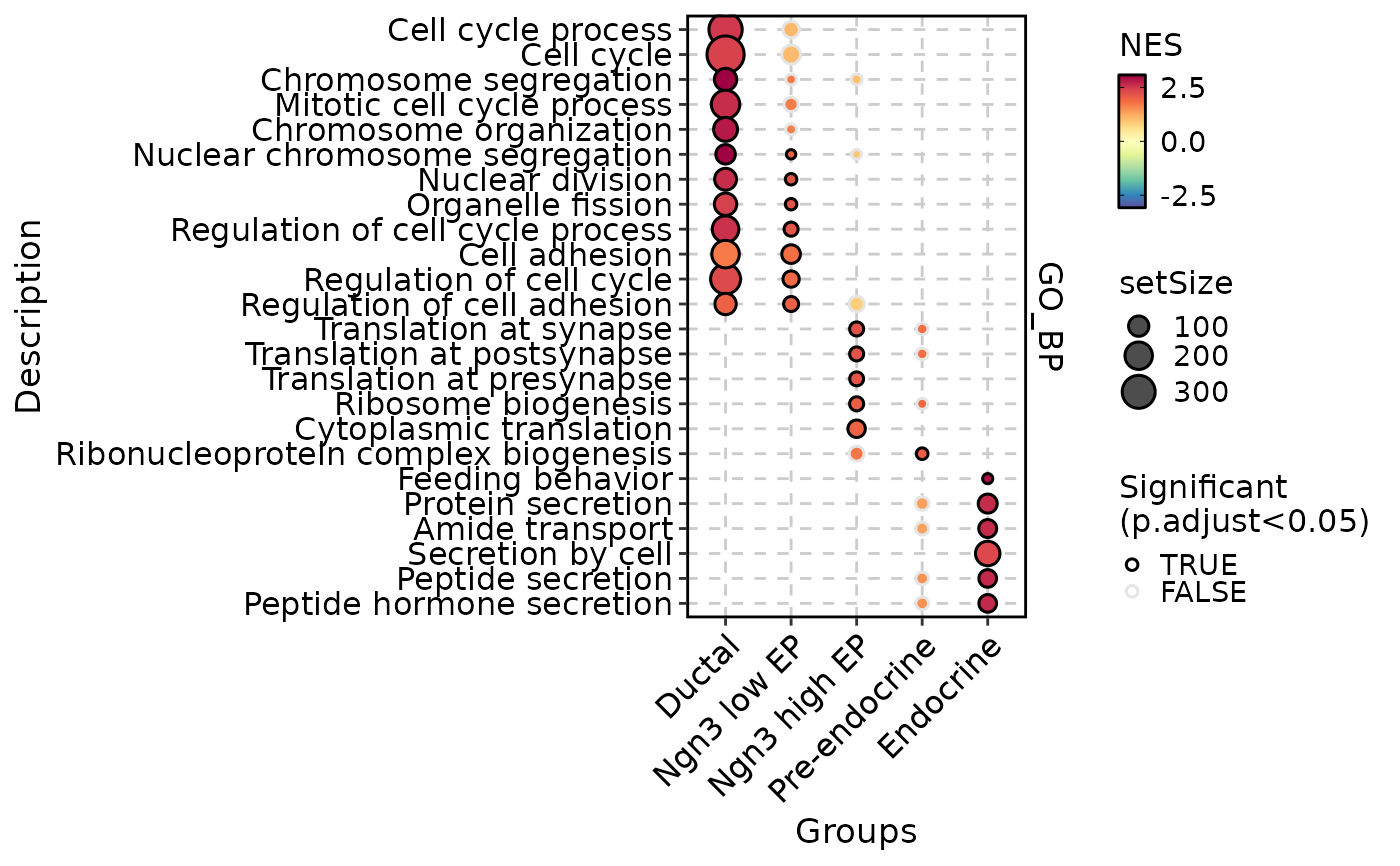 Description
Cell cycle process
Cell cycle
Chromosome segregation
Mitotic cell cycle process
Chromosome organization
Nuclear chromosome segregation
Nuclear division
Organelle fission
Regulation of cell cycle process
Cell adhesion
Regulation of cell cycle
Regulation of cell adhesion
Translation at synapse
Translation at postsynapse
Translation at presynapse
Ribosome biogenesis
Cytoplasmic translation
Ribonucleoprotein complex biogenesis
Feeding behavior
Protein secretion
Amide transport
Secretion by cell
Peptide secretion
Peptide hormone secretion
Ductal
Ngn3 low EP
Ngn3 high EP
Pre-endocrine
Endocrine
Groups
GO_BP
NES
2.5
0.0
-2.5
setSize
100
200
300
Significant
(p.adjust<0.05)
TRUE
FALSE